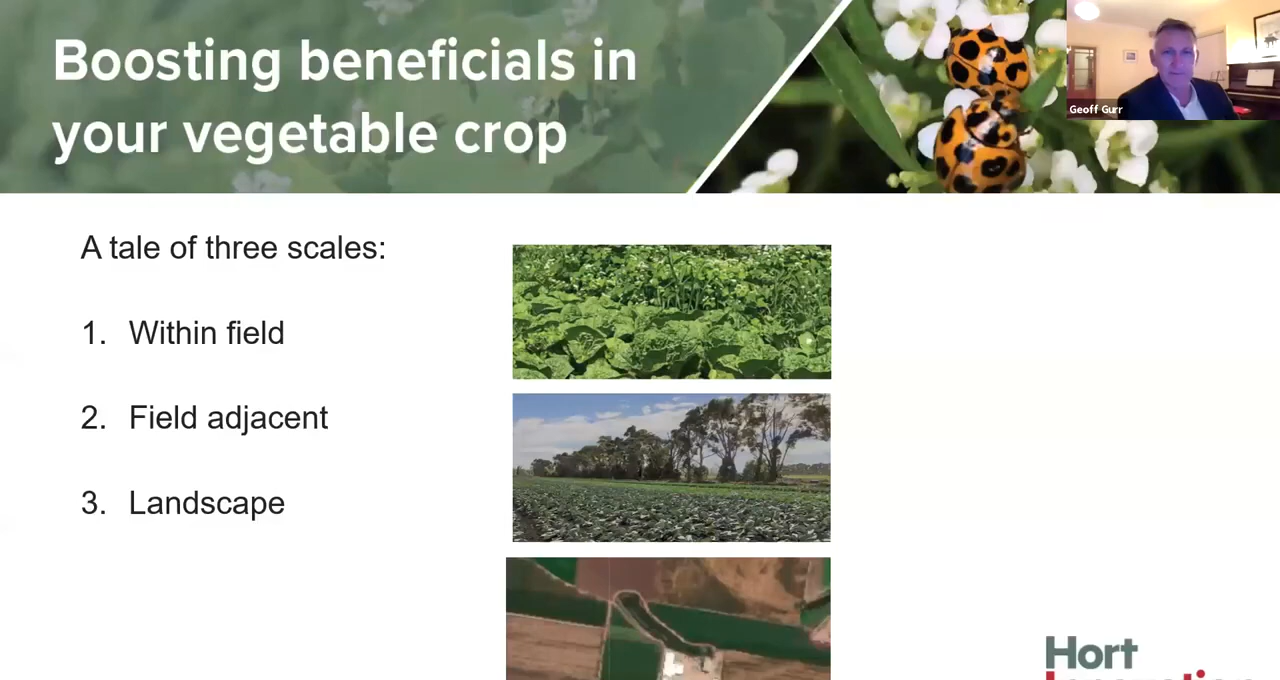 Boosting beneficials in
your vegetable crop
Geoff Gurr
A tale of three scales:
1. Within field
2. Field adjacent
3. Landscape
Hort